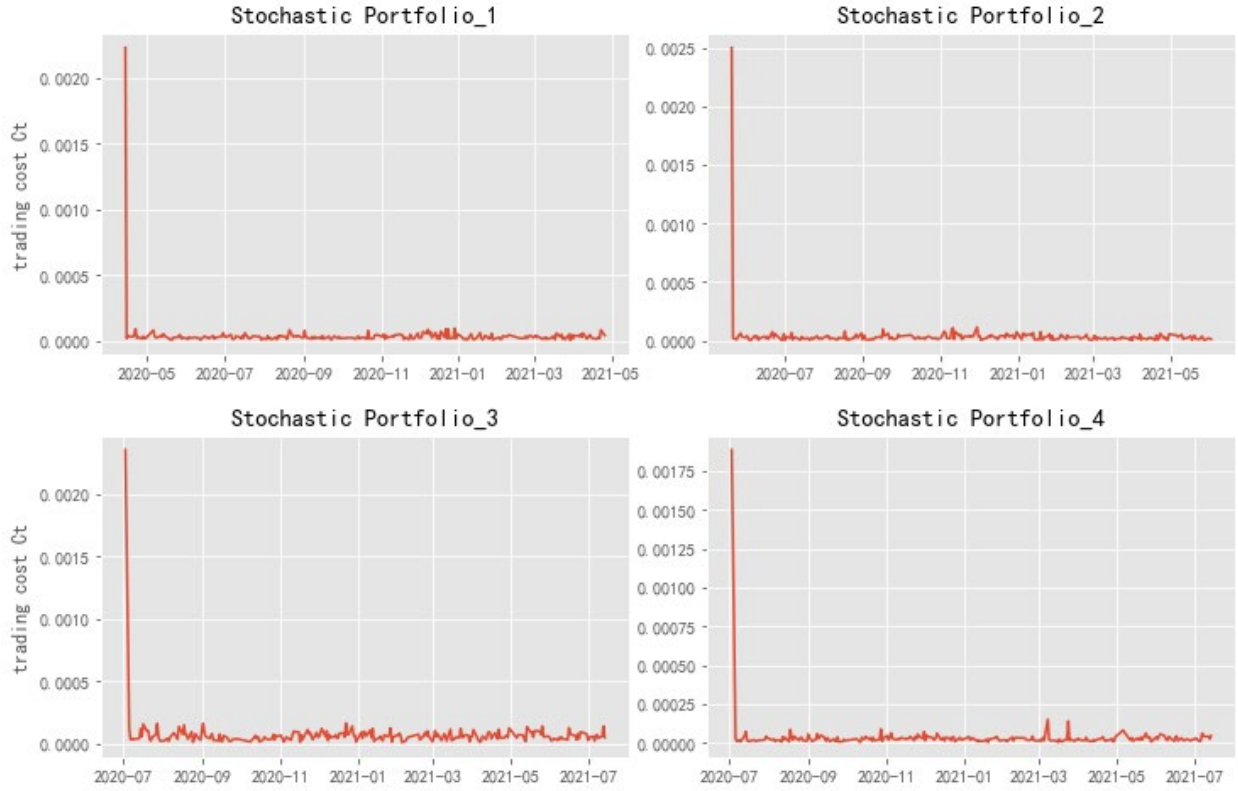 Stochastic Portfolio_1
trading cost Ct
0.0020
0.0015
0.0010
0.0005
0.0000
2020-05 2020-07 2020-09 2020-11 2021-01 2021-03 2021-05
Stochastic Portfolio_2
0.0025
0.0020
0.0015
0.0010
0.0005
0.0000
2020-07 2020-09 2020-11 2021-01 2021-03 2021-05
Stochastic Portfolio_3
trading cost Ct
0.0020
0.0015
0.0010
0.0005
0.0000
2020-07 2020-09 2020-11 2021-01 2021-03 2021-05 2021-07
Stochastic Portfolio_4
0.00175
0.00150
0.00125
0.00100
0.00075
0.00050
0.00025
0.00000
2020-07 2020-09 2020-11 2021-01 2021-03 2021-05 2021-07